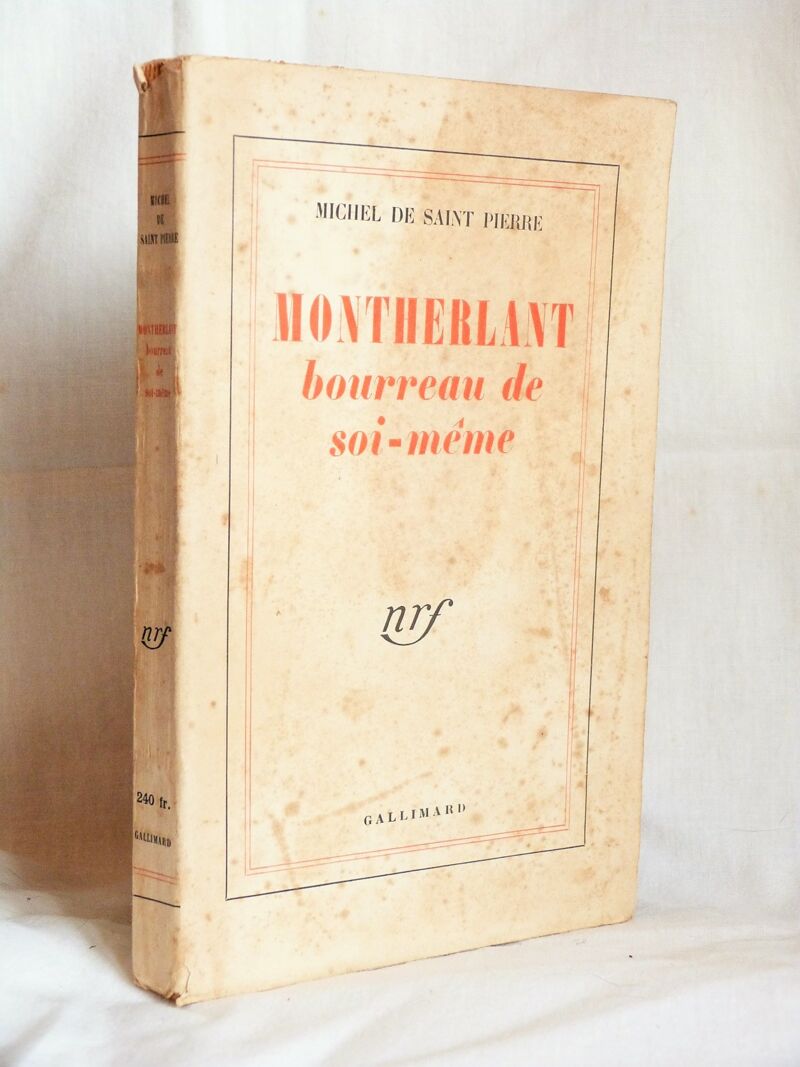 MICHEL
DE
SAINT PIERRE
MONTHERLANT
bourreau
de
soi-même
nrf
240 fr.
GALLIMARD
MICHEL DE SAINT PIERRE
MONTHERLANT
bourreau de
soi-même
nrf
GALLIMARD